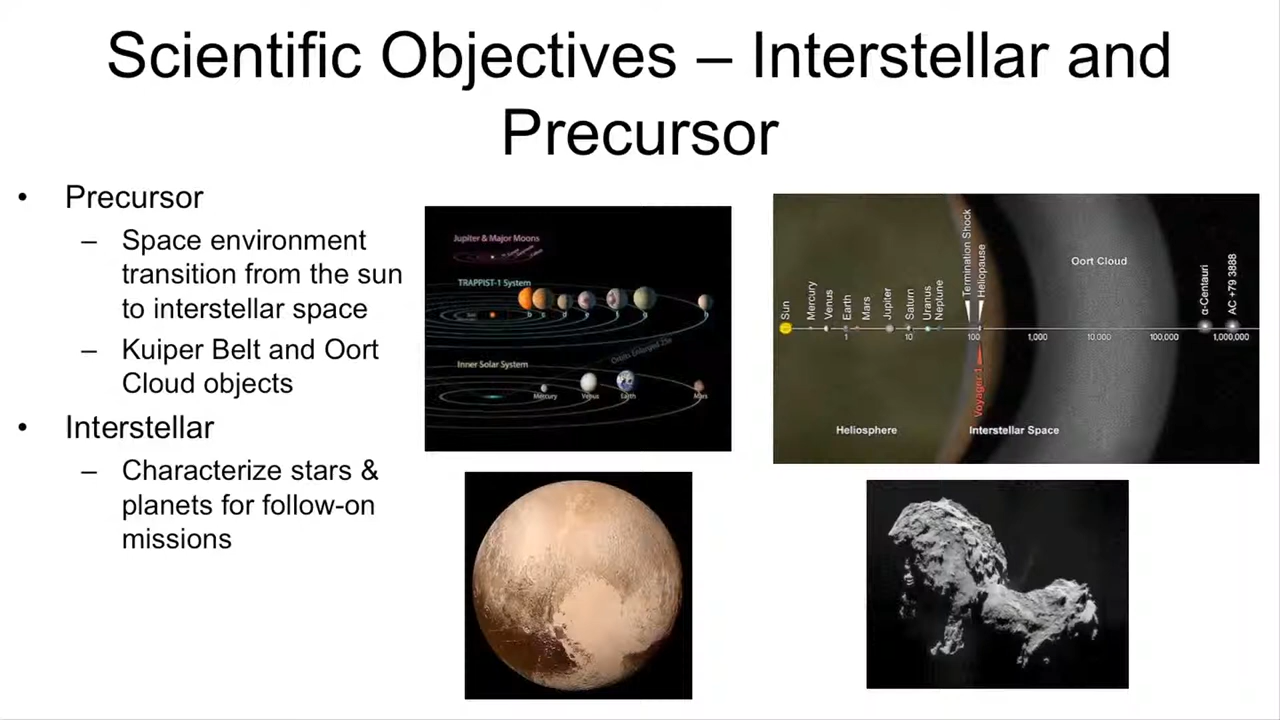 Scientific Objectives – Interstellar and
Precursor
• Precursor
– Space environment
transition from the sun
to interstellar space
– Kuiper Belt and Oort
Cloud objects
• Interstellar
– Characterize stars &
planets for follow-on
missions
Jupiter & Major Moons
TRAPPIST-1 System
Orbits Enlarged 25x
Inner Solar System
Mercury Venus Earth Mars
Sun
Mercury
Venus
Earth
Mars
Jupiter
Saturn
Uranus
Neptune
Termination Shock
Heliopause
Oort Cloud
α-Centauri
AC +79 3888
1 10 100 1,000 10,000 100,000 1,000,000
Voyager 1
Heliosphere
Interstellar Space